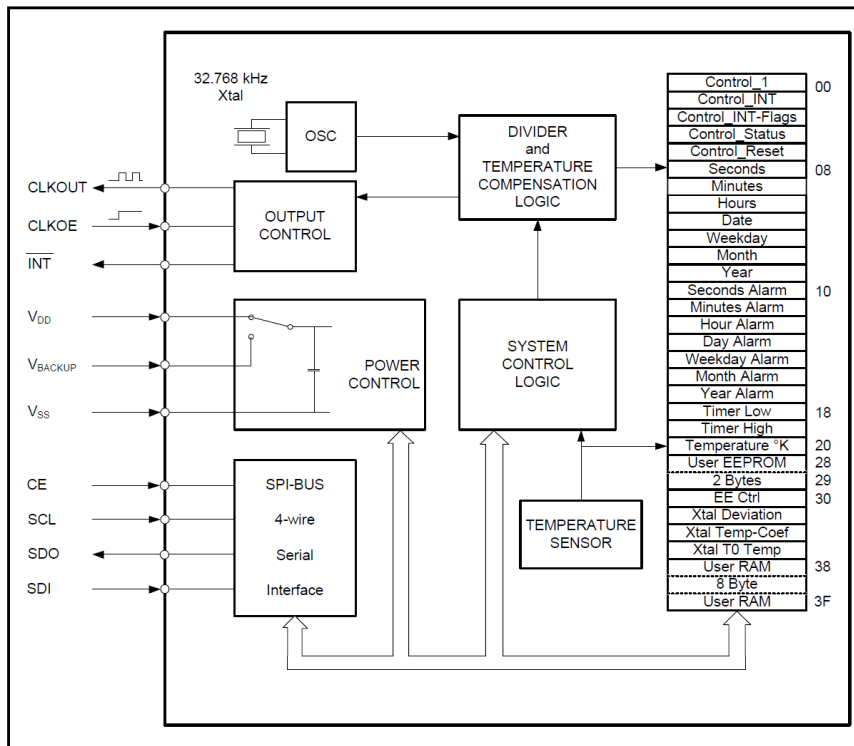 32.768 kHz
Xtal
OSC
DIVIDER
and
TEMPERATURE
COMPENSATION
LOGIC
CLKOUT
CLKOE
INT
OUTPUT
CONTROL
VDD
VBACKUP
VSS
POWER
CONTROL
SYSTEM
CONTROL
LOGIC
CE
SCL
SDO
SDI
SPI-BUS
4-wire
Serial
Interface
TEMPERATURE
SENSOR
Control_1 00
Control_INT
Control_INT-Flags
Control_Status
Control_Reset
Seconds 08
Minutes
Hours
Date
Weekday
Month
Year
Seconds Alarm 10
Minutes Alarm
Hour Alarm
Day Alarm
Weekday Alarm
Month Alarm
Year Alarm
Timer Low 18
Timer High
Temperature °K 20
User EEPROM 28
2 Bytes 29
EE Ctrl 30
Xtal Deviation
Xtal Temp-Coef
Xtal T0 Temp
User RAM 38
8 Byte
User RAM 3F